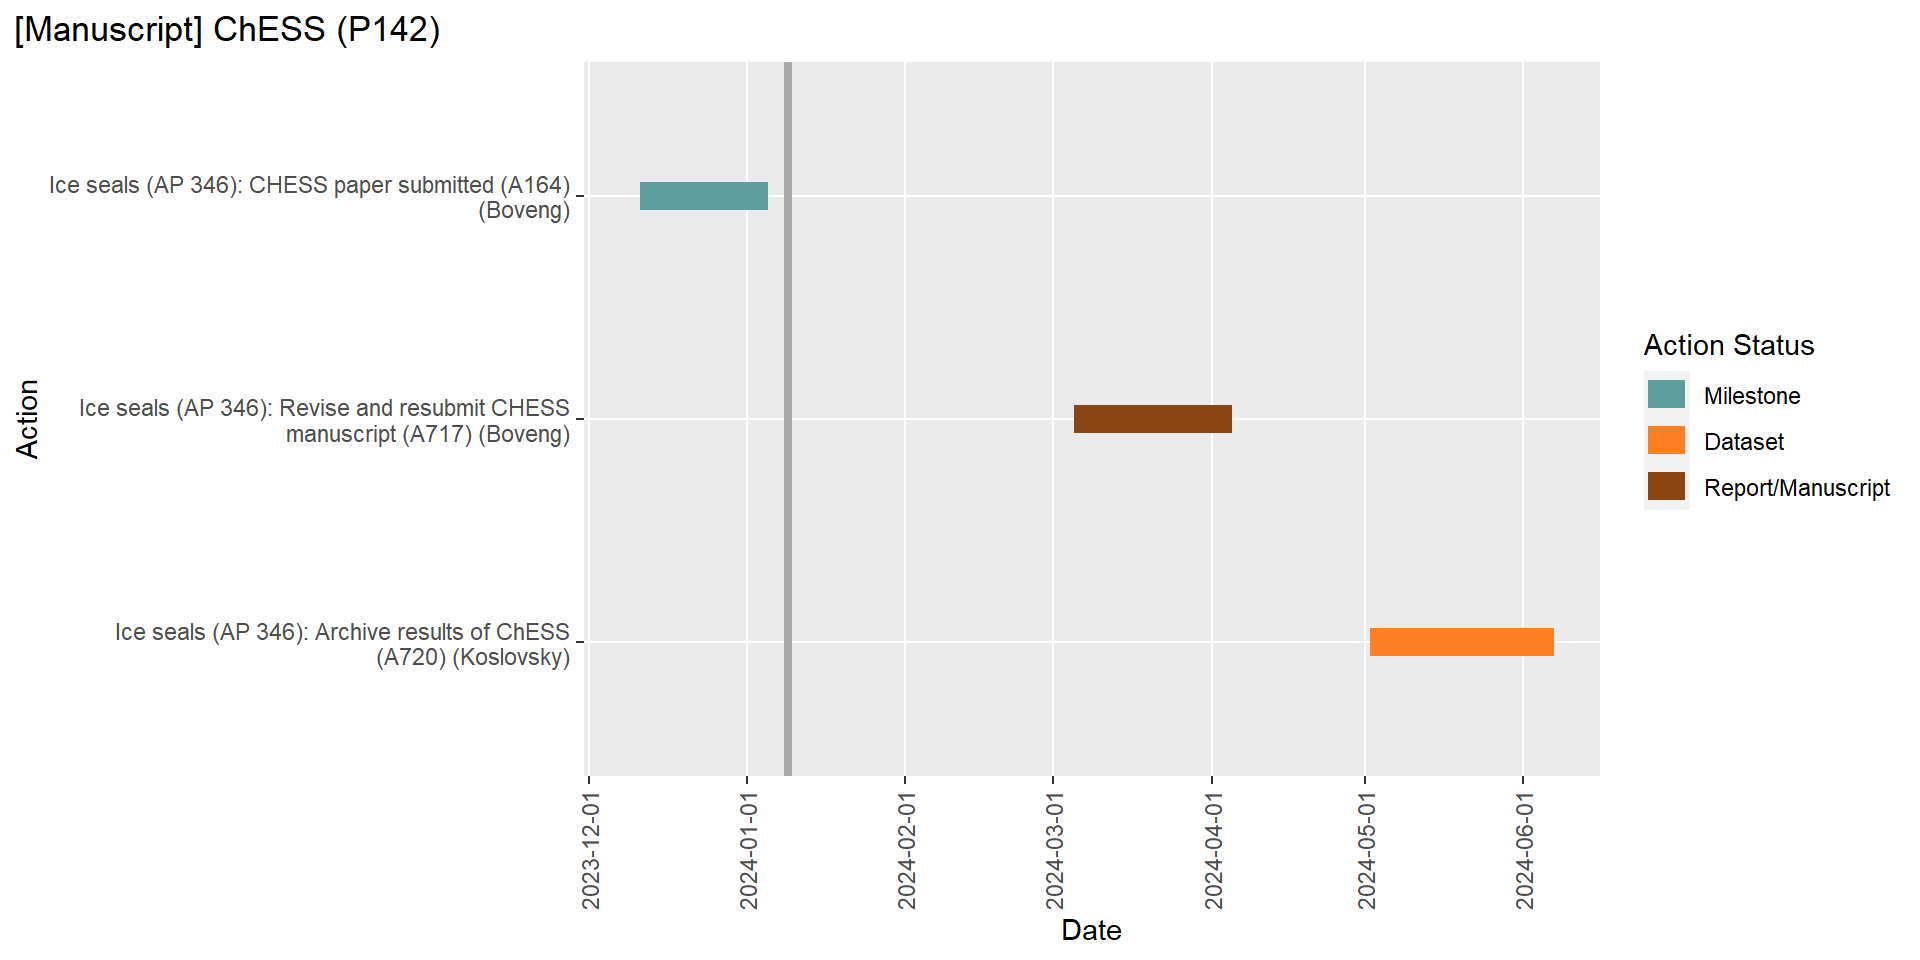 [Manuscript] ChESS (P142)
Action
Ice seals (AP 346): CHESS paper submitted (A164)
(Boveng)
Ice seals (AP 346): Revise and resubmit CHESS
manuscript (A717) (Boveng)
Ice seals (AP 346): Archive results of ChESS
(A720) (Koslovsky)
2023-12-01
2024-01-01
2024-02-01
2024-03-01
2024-04-01
2024-05-01
2024-06-01
Date
Action Status
Milestone
Dataset
Report/Manuscript